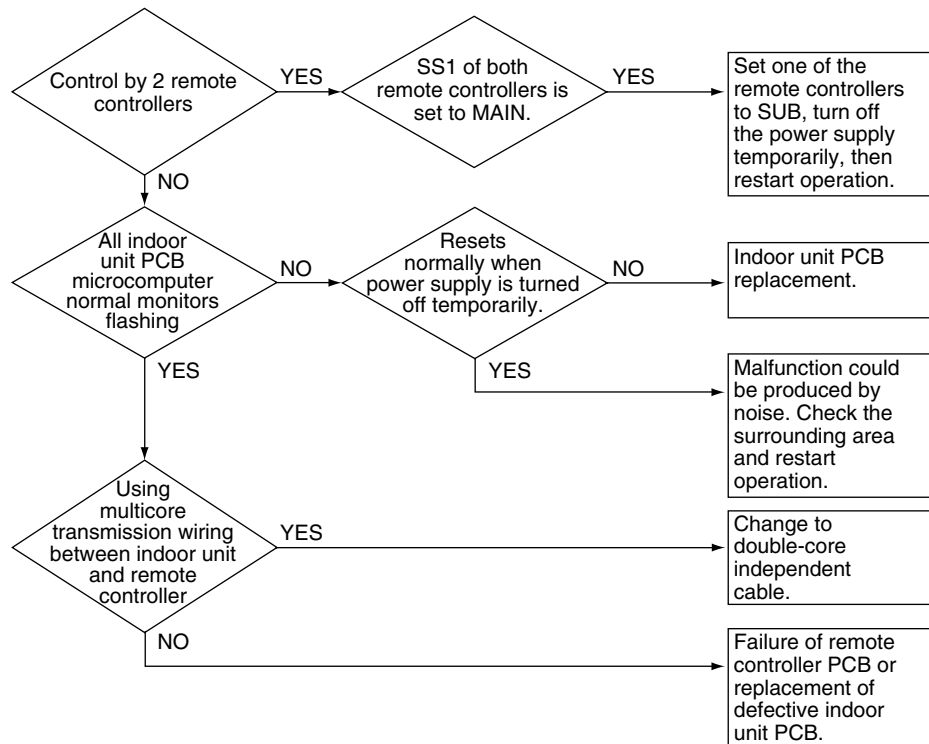 Control by 2 remote
controllers
YES
SS1 of both
remote controllers is
set to MAIN.
YES
Set one of the
remote controllers
to SUB, turn off
the power supply
temporarily, then
restart operation.
NO
All indoor
unit PCB
microcomputer
normal monitors
flashing
NO
Resets
normally when
power supply is turned
off temporarily.
NO
Indoor unit PCB
replacement.
YES
YES
Malfunction could
be produced by
noise. Check the
surrounding area
and restart
operation.
Using
multicore
transmission wiring
between indoor unit
and remote
controller
YES
Change to
double-core
independent
cable.
NO
Failure of remote
controller PCB or
replacement of
defective indoor
unit PCB.